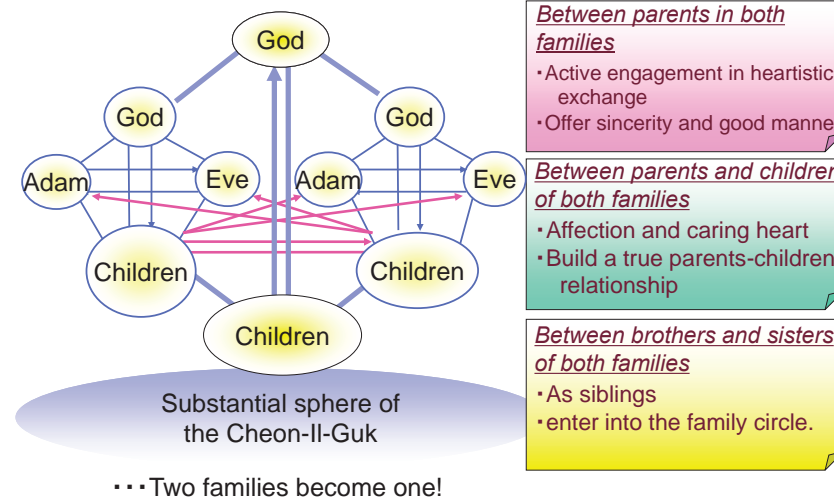 God
God
God
Adam
Eve
Adam
Eve
Children
Children
Children
Substantial sphere of
the Cheon-Il-Guk
･･･Two families become one!
Between parents in both
families
･Active engagement in heartistic
exchange
･Offer sincerity and good manne
Between parents and children
of both families
･Affection and caring heart
･Build a true parents-children
relationship
Between brothers and sisters
of both families
･As siblings
･enter into the family circle.